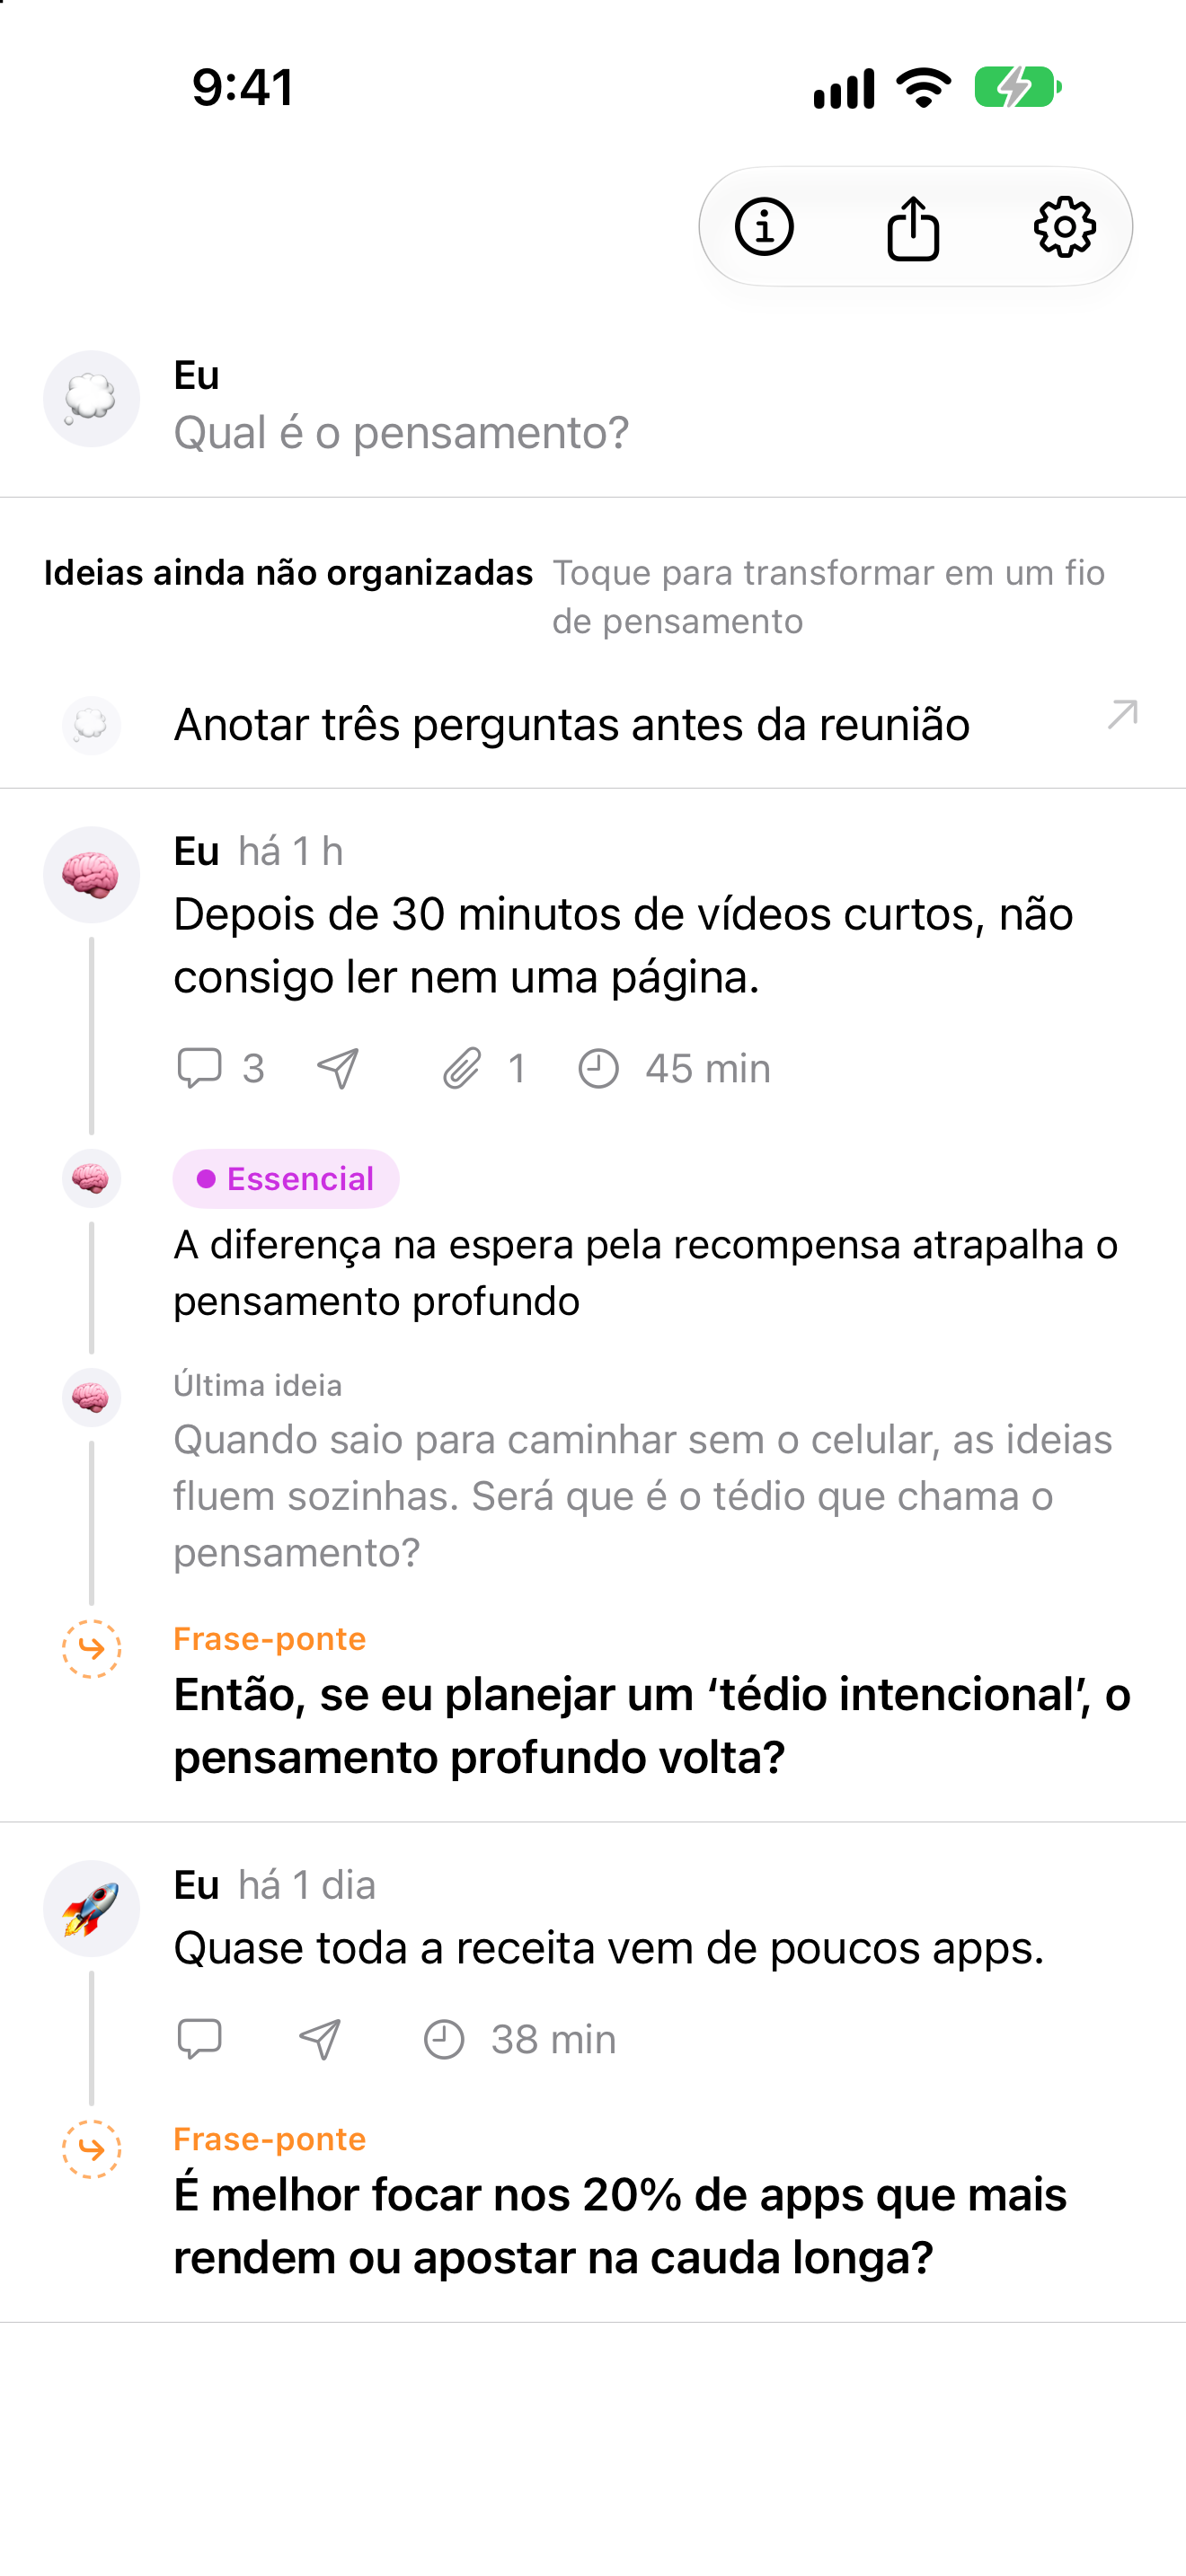 9:41
Eu
Qual é o pensamento?
Ideias ainda não organizadas
Toque para transformar em um fio
de pensamento
Anotar três perguntas antes da reunião
Eu há 1 h
Depois de 30 minutos de vídeos curtos, não
consigo ler nem uma página.
3 1 45 min
Essencial
A diferença na espera pela recompensa atrapalha o
pensamento profundo
Última ideia
Quando saio para caminhar sem o celular, as ideias
fluem sozinhas. Será que é o tédio que chama o
pensamento?
Frase-ponte
Então, se eu planejar um ‘tédio intencional’, o
pensamento profundo volta?
Eu há 1 dia
Quase toda a receita vem de poucos apps.
38 min
Frase-ponte
É melhor focar nos 20% de apps que mais
rendem ou apostar na cauda longa?